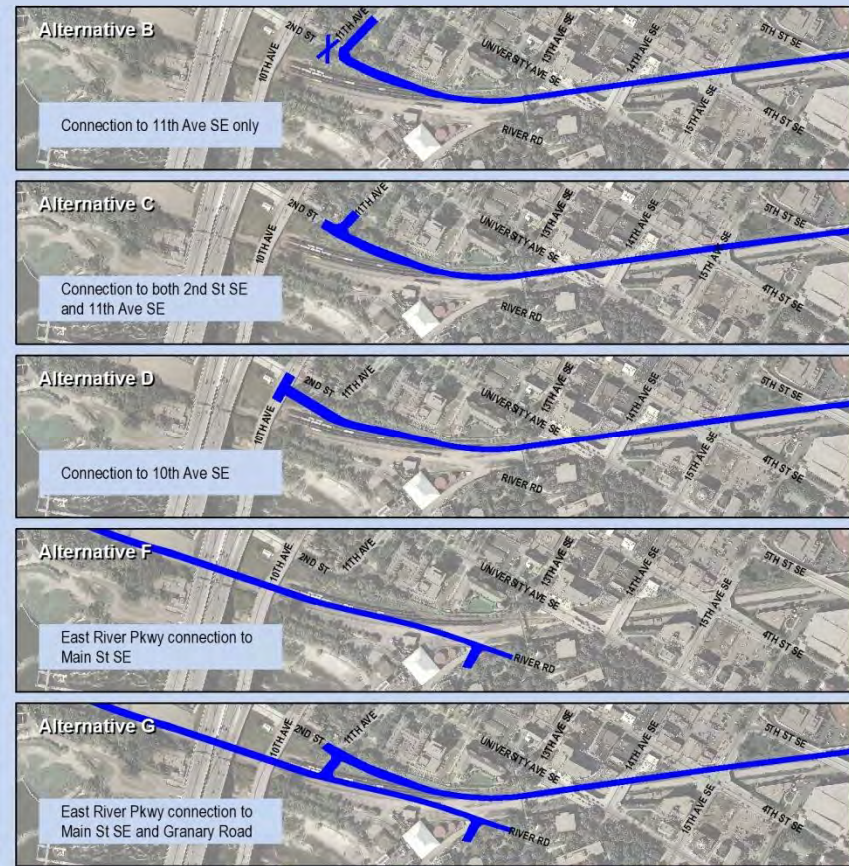 Alternative B
2ND ST
11TH AVE
10TH AVE
UNIVERSITY AVE SE
13TH AVE SE
14TH AVE SE
15TH AVE SE
5TH ST SE
4TH ST SE
RIVER RD
Connection to 11th Ave SE only
Alternative C
2ND ST
11TH AVE
10TH AVE
UNIVERSITY AVE SE
13TH AVE SE
14TH AVE SE
15TH AVE SE
5TH ST SE
4TH ST SE
RIVER RD
Connection to both 2nd St SE
and 11th Ave SE
Alternative D
2ND ST
11TH AVE
10TH AVE
UNIVERSITY AVE SE
13TH AVE SE
14TH AVE SE
15TH AVE SE
5TH ST SE
4TH ST SE
RIVER RD
Connection to 10th Ave SE
Alternative F
10TH AVE
2ND ST
11TH AVE
UNIVERSITY AVE SE
13TH AVE SE
14TH AVE SE
15TH AVE SE
5TH ST SE
4TH ST SE
RIVER RD
East River Pkwy connection to
Main St SE
Alternative G
10TH AVE
2ND ST
11TH AVE
UNIVERSITY AVE SE
13TH AVE SE
14TH AVE SE
15TH AVE SE
5TH ST SE
4TH ST SE
RIVER RD
East River Pkwy connection to
Main St SE and Granary Road